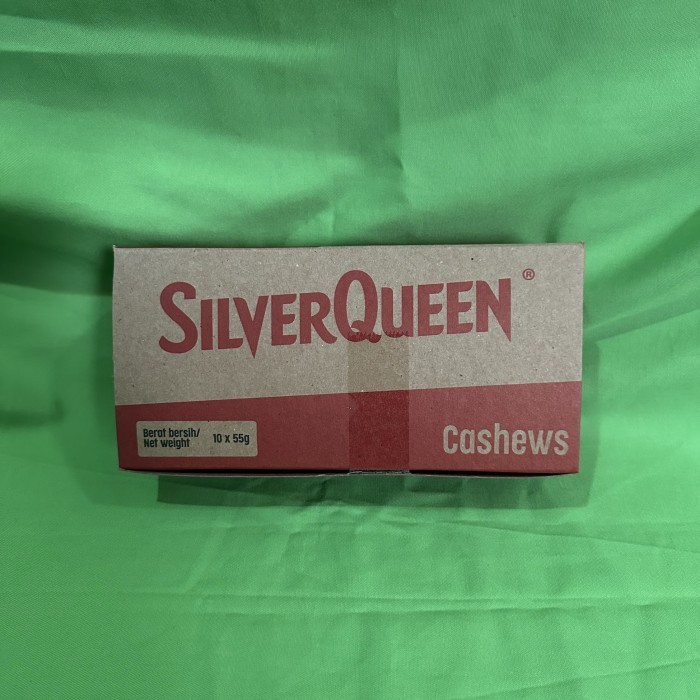 SILVERQUEEN ®
Berat bersih/
Net weight 10 x 55g
Cashews